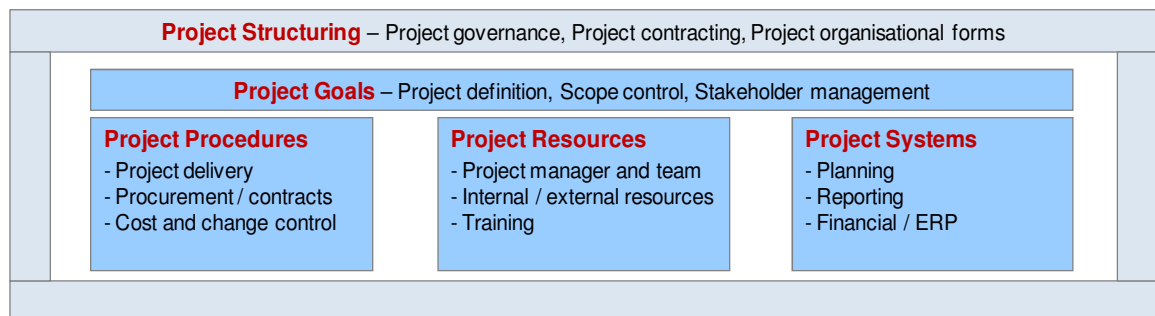 Project Structuring – Project governance, Project contracting, Project organisational forms
Project Goals – Project definition, Scope control, Stakeholder management
Project Procedures
- Project delivery
- Procurement / contracts
- Cost and change control
Project Resources
- Project manager and team
- Internal / external resources
- Training
Project Systems
- Planning
- Reporting
- Financial / ERP